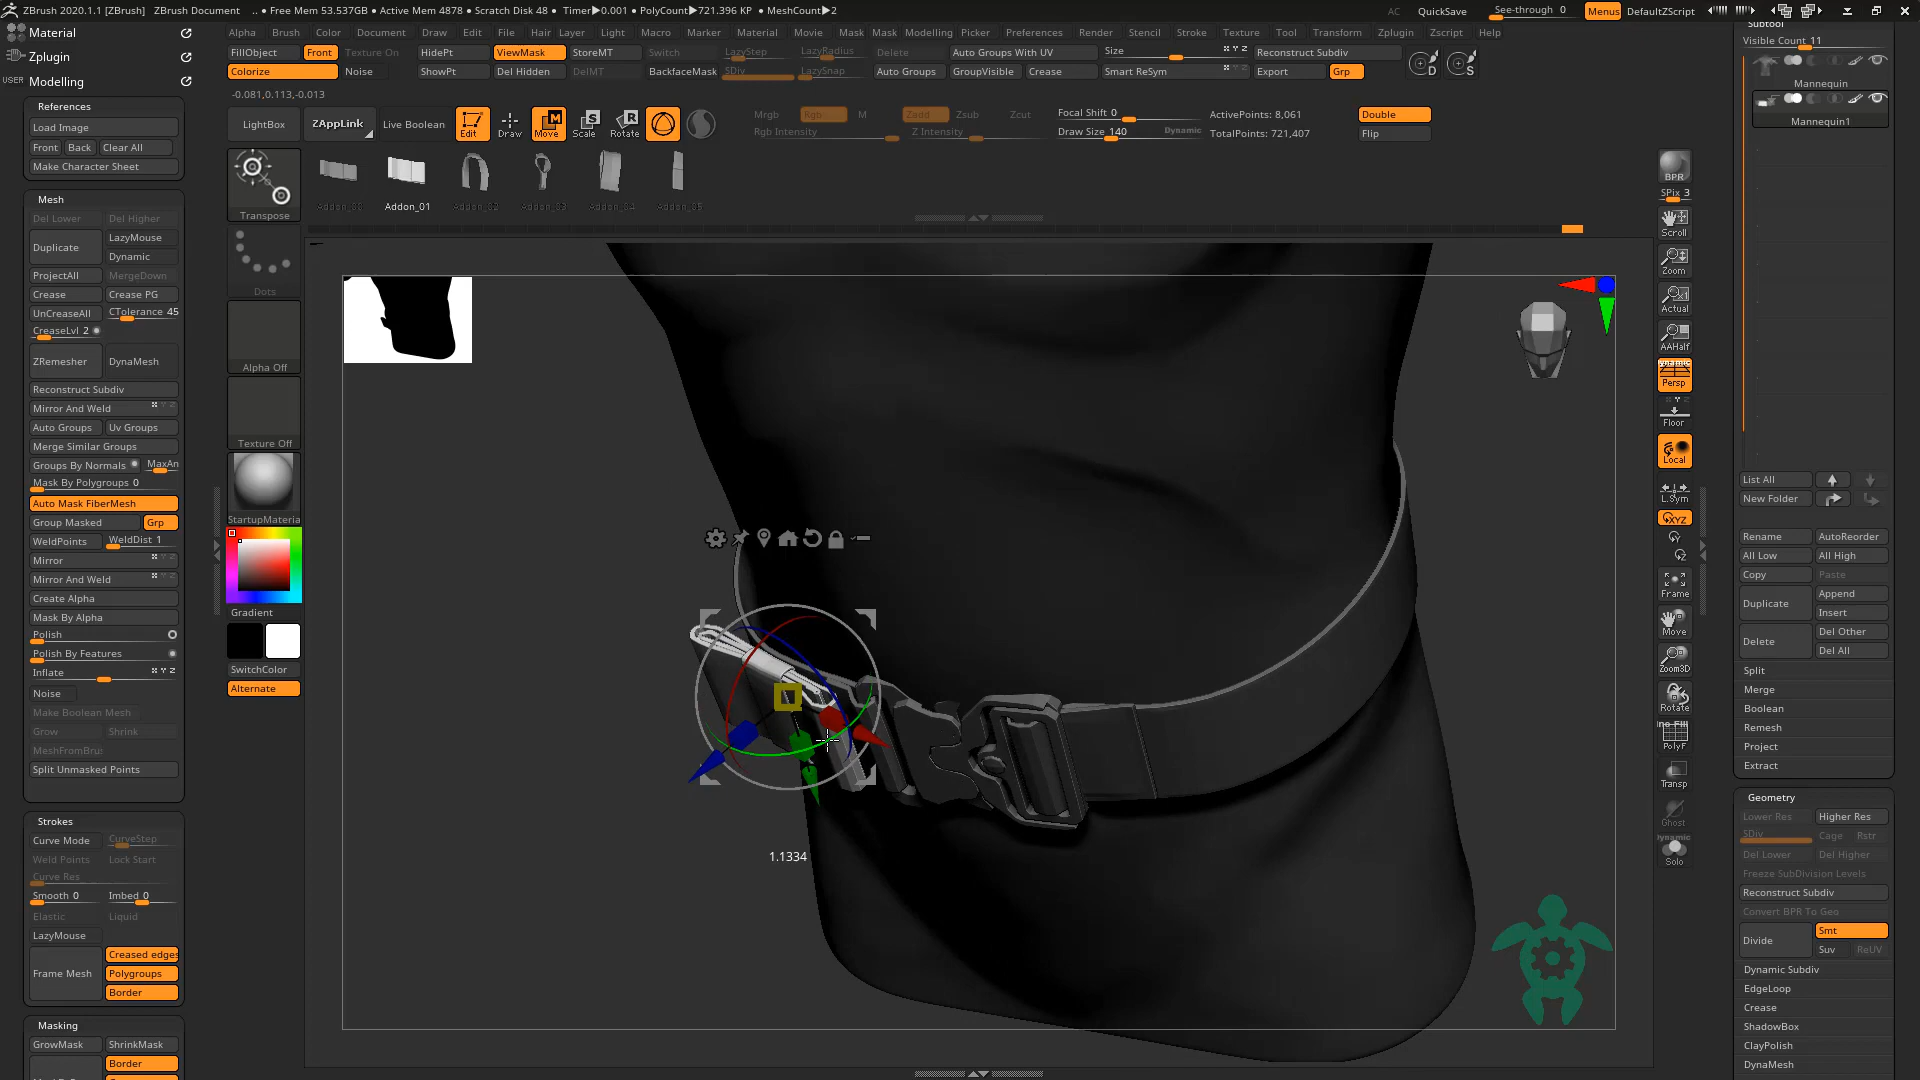 ZBrush 2020.1.1 [ZBrush] ZBrush Document .. • Free Mem 53.537GB • Active Mem 4878 • Scratch Disk 48 • Timer▶0.001 • PolyCount▶721.396 KP • MeshCount▶2
AC QuickSave See-through 0 Menus DefaultZScript
Material
Zplugin
USER Modelling
Alpha Brush Color Document Draw Edit File Hair Layer Light Macro Marker Material Movie Mask Mask Modelling Picker Preferences Render Stencil Stroke Texture Tool Transform Zplugin Zscript Help
FillObject Front Texture On HidePt ViewMask StoreMT Switch LazyStep LazyRadius Delete Auto Groups With UV Size Reconstruct Subdiv
Colorize Noise ShowPt Del Hidden DelMT BackfaceMask SDiv LazySnap Auto Groups GroupVisible Crease Smart ReSym Export Grp
-0.081,0.113,-0.013
LightBox ZAppLink Live Boolean Edit Draw Move Scale Rotate
Mrgb Rgb M Zadd Zsub Zcut Focal Shift 0 ActivePoints: 8,061 Double
Rgb Intensity Z Intensity Draw Size 140 Dynamic TotalPoints: 721,407 Flip
Addon_00 Addon_01 Addon_02 Addon_03 Addon_04 Addon_05
References
Load Image
Front Back Clear All
Make Character Sheet
Mesh
Del Lower Del Higher
Duplicate LazyMouse
Dynamic
ProjectAll MergeDown
Crease Crease PG
UnCreaseAll CTolerance 45
CreaseLvl 2
ZRemesher DynaMesh
Reconstruct Subdiv
Mirror And Weld
Auto Groups Uv Groups
Merge Similar Groups
Groups By Normals MaxAn
Mask By Polygroups 0
Auto Mask FiberMesh
Group Masked Grp
WeldPoints WeldDist 1
Mirror
Mirror And Weld
Create Alpha
Mask By Alpha
Polish
Polish By Features
Inflate
Noise
Make Boolean Mesh
Grow Shrink
MeshFromBru
Split Unmasked Points
Strokes
Curve Mode CurveStep
Weld Points Lock Start
Curve Res
Smooth 0 Imbed 0
Elastic Liquid
LazyMouse
Frame Mesh Creased edges
Polygroups
Border
Masking
GrowMask ShrinkMask
Border
Transpose
Dots
Alpha Off
Texture Off
StartupMateria
Gradient
SwitchColor
Alternate
1.1334
BPR
SPix 3
Scroll
Zoom
Actual
AAHalf
Dynamic
Persp
Floor
Local
L.Sym
XYZ
Frame
Move
Zoom3D
Rotate
ine Fill
PolyF
Transp
Ghost
Dynamic
Solo
Subtool
Visible Count 11
Mannequin
Mannequin1
List All
New Folder
Rename AutoReorder
All Low All High
Copy Paste
Duplicate Append
Insert
Delete Del Other
Del All
Split
Merge
Boolean
Remesh
Project
Extract
Geometry
Lower Res Higher Res
SDiv Cage Rstr
Del Lower Del Higher
Freeze SubDivision Levels
Reconstruct Subdiv
Convert BPR To Geo
Divide Smt
Suv ReUV
Dynamic Subdiv
EdgeLoop
Crease
ShadowBox
ClayPolish
DynaMesh